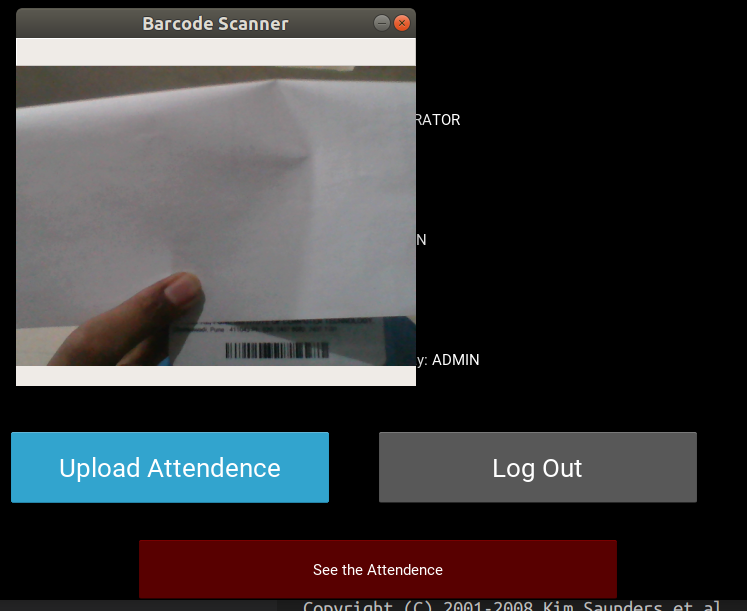 Barcode Scanner
RATOR
N
y: ADMIN
Upload Attendence
Log Out
See the Attendence
Copyright (C) 2001-2008 Kim Saunders et al